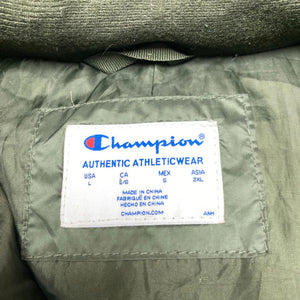 Champion
AUTHENTIC ATHLETICWEAR
USA CA MEX ASIA
L G/G G 2XL
MADE IN CHINA
FABRIQUÉ EN CHINE
HECHO EN CHINA
CHAMPION.COM ANH